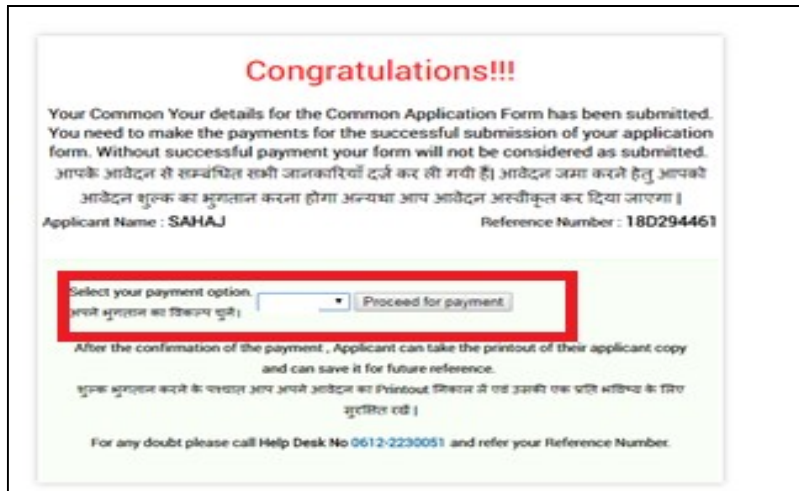 Congratulations!!!
Your Common Your details for the Common Application Form has been submitted.
You need to make the payments for the successful submission of your application
form. Without successful payment your form will not be considered as submitted.
आपके आवेदन से सम्बंधित सभी जानकारियाँ दर्ज कर ली गयी हैं| आवेदन जमा करने हेतु आपको
आवेदन शुल्क का भुगतान करना होगा अन्यथा आप आवेदन अस्वीकृत कर दिया जाएगा |
Applicant Name : SAHAJ Reference Number : 18D294461
Select your payment option.
Proceed for payment
अपने भुगतान का विकल्प चुनें|
After the confirmation of the payment , Applicant can take the printout of their applicant copy
and can save it for future reference.
शुल्क भुगतान करने के पश्चात् आप अपने आवेदन का Printout निकाल ले एवं उसकी एक प्रति भविष्य के लिए
सुरक्षित रखें |
For any doubt please call Help Desk No 0612-2230051 and refer your Reference Number.